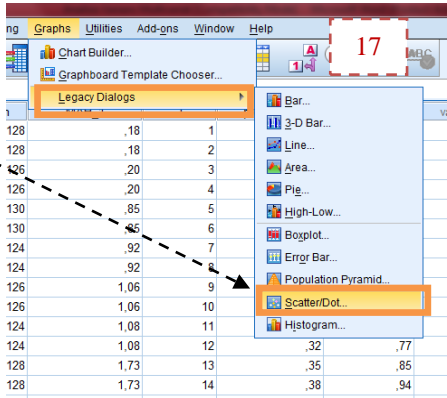 Graphs Utilities Add-ons Window Help
Chart Builder...
Graphboard Template Chooser...
Legacy Dialogs
17
A
1
Bar...
3-D Bar...
Line...
Area...
Pie...
High-Low...
Boxplot...
Error Bar...
Population Pyramid...
Scatter/Dot...
Histogram...
128 ,18 1
128 ,18 2
126 ,20 3
126 ,20 4
130 ,85 5
130 ,85 6
124 ,92 7
124 ,92 8
126 1,06 9
126 1,06 10
124 1,08 11
124 1,08 12 ,32 ,77
128 1,73 13 ,35 ,85
128 1,73 14 ,38 ,94